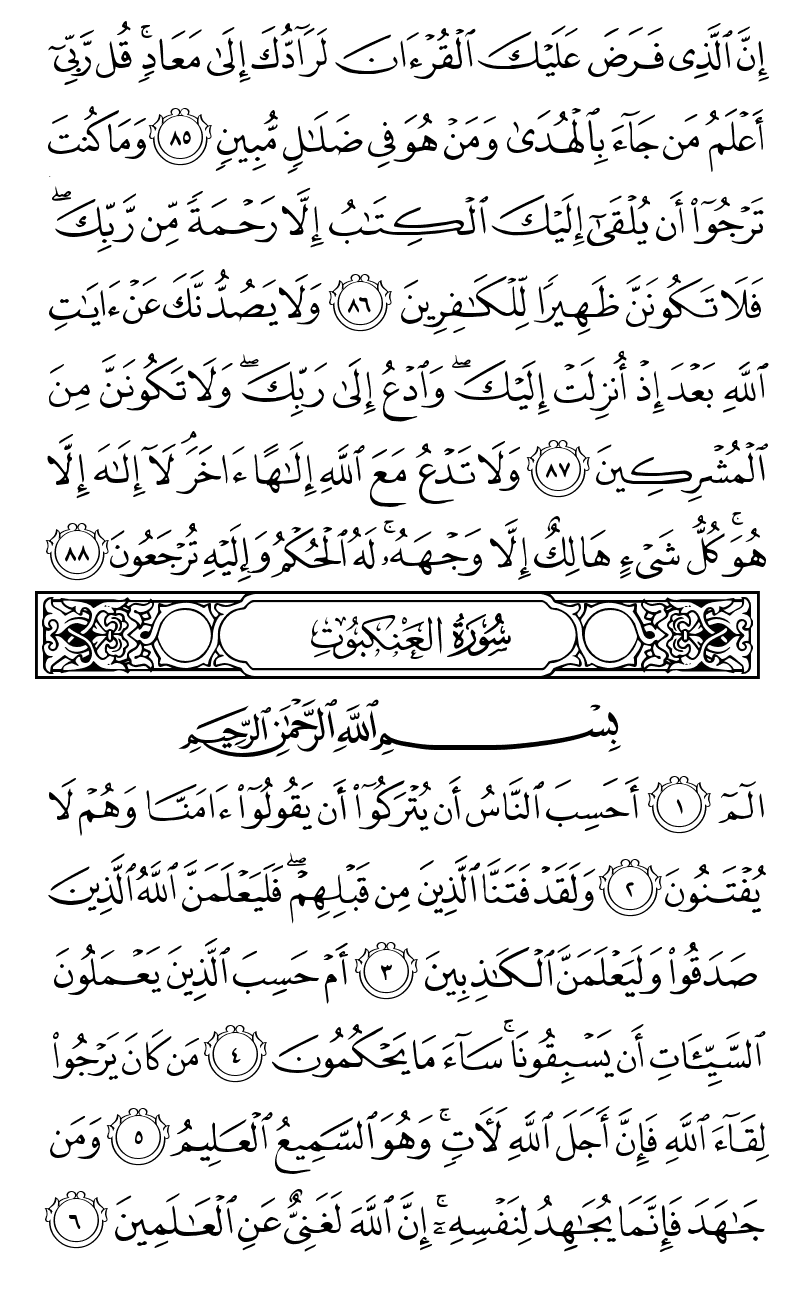 إِنَّ ٱلَّذِى فَرَضَ عَلَيْكَ ٱلْقُرْءَانَ لَرَآدُّكَ إِلَىٰ مَعَادٍۚ قُل رَّبِّىٓ
أَعْلَمُ مَن جَآءَ بِٱلْهُدَىٰ وَمَنْ هُوَ فِى ضَلَٰلٍ مُّبِينٍ ٨٥ وَمَا كُنتَ
تَرْجُوٓا۟ أَن يُلْقَىٰٓ إِلَيْكَ ٱلْكِتَٰبُ إِلَّا رَحْمَةً مِّن رَّبِّكَۖ
فَلَا تَكُونَنَّ ظَهِيرًا لِّلْكَٰفِرِينَ ٨٦ وَلَا يَصُدُّنَّكَ عَنْ ءَايَٰتِ
ٱللَّهِ بَعْدَ إِذْ أُنزِلَتْ إِلَيْكَۖ وَٱدْعُ إِلَىٰ رَبِّكَۖ وَلَا تَكُونَنَّ مِنَ
ٱلْمُشْرِكِينَ ٨٧ وَلَا تَدْعُ مَعَ ٱللَّهِ إِلَٰهًا ءَاخَرَۘ لَآ إِلَٰهَ إِلَّا
هُوَۚ كُلُّ شَىْءٍ هَالِكٌ إِلَّا وَجْهَهُۥۚ لَهُ ٱلْحُكْمُ وَإِلَيْهِ تُرْجَعُونَ ٨٨
سُورَةُ العَنكبُوتِ
بِسْمِ ٱللَّهِ ٱلرَّحْمَٰنِ ٱلرَّحِيمِ
الٓمٓ ١ أَحَسِبَ ٱلنَّاسُ أَن يُتْرَكُوٓا۟ أَن يَقُولُوٓا۟ ءَامَنَّا وَهُمْ لَا
يُفْتَنُونَ ٢ وَلَقَدْ فَتَنَّا ٱلَّذِينَ مِن قَبْلِهِمْۖ فَلَيَعْلَمَنَّ ٱللَّهُ ٱلَّذِينَ
صَدَقُوا۟ وَلَيَعْلَمَنَّ ٱلْكَٰذِبِينَ ٣ أَمْ حَسِبَ ٱلَّذِينَ يَعْمَلُونَ
ٱلسَّيِّـَٔاتِ أَن يَسْبِقُونَاۚ سَآءَ مَا يَحْكُمُونَ ٤ مَن كَانَ يَرْجُوا۟
لِقَآءَ ٱللَّهِ فَإِنَّ أَجَلَ ٱللَّهِ لَـَٔاتٍۚ وَهُوَ ٱلسَّمِيعُ ٱلْعَلِيمُ ٥ وَمَن
جَٰهَدَ فَإِنَّمَا يُجَٰهِدُ لِنَفْسِهِۦٓۚ إِنَّ ٱللَّهَ لَغَنِىٌّ عَنِ ٱلْعَٰلَمِينَ ٦